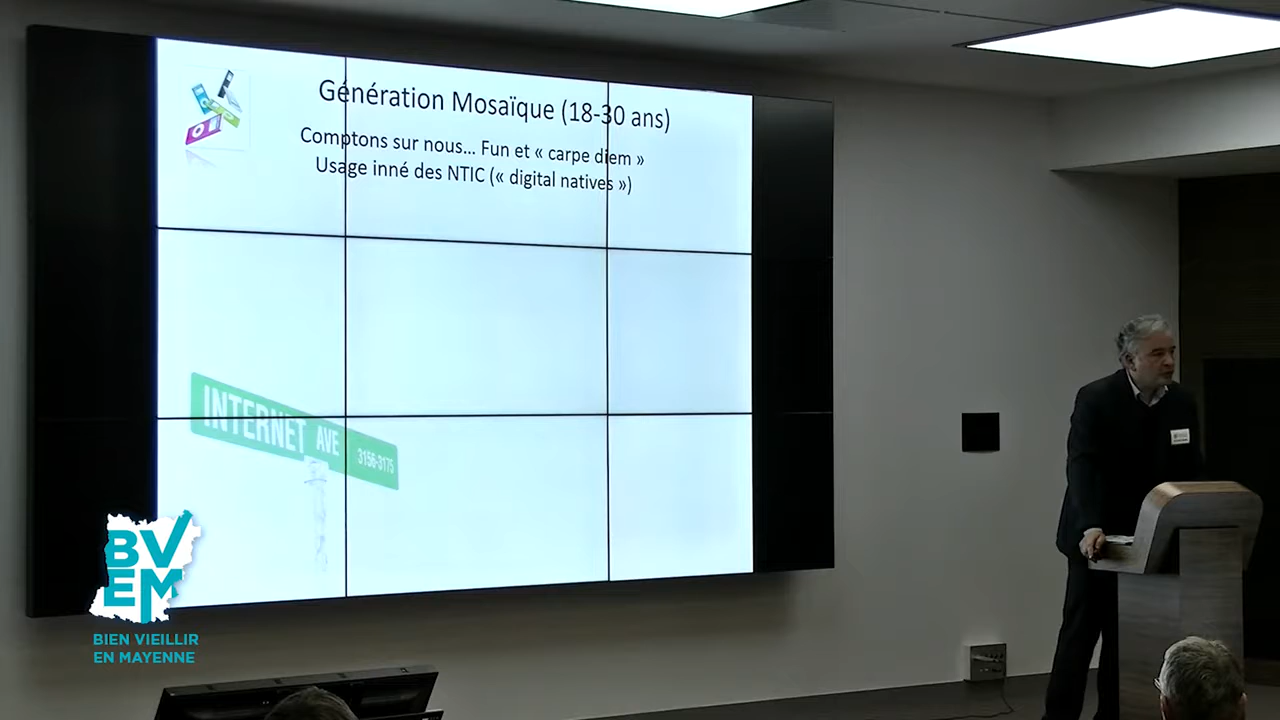 Génération Mosaïque (18-30 ans)
Comptons sur nous... Fun et « carpe diem »
Usage inné des NTIC (« digital natives »)
INTERNET AVE 3156-3175
BV
EM
BIEN VIEILLIR
EN MAYENNE